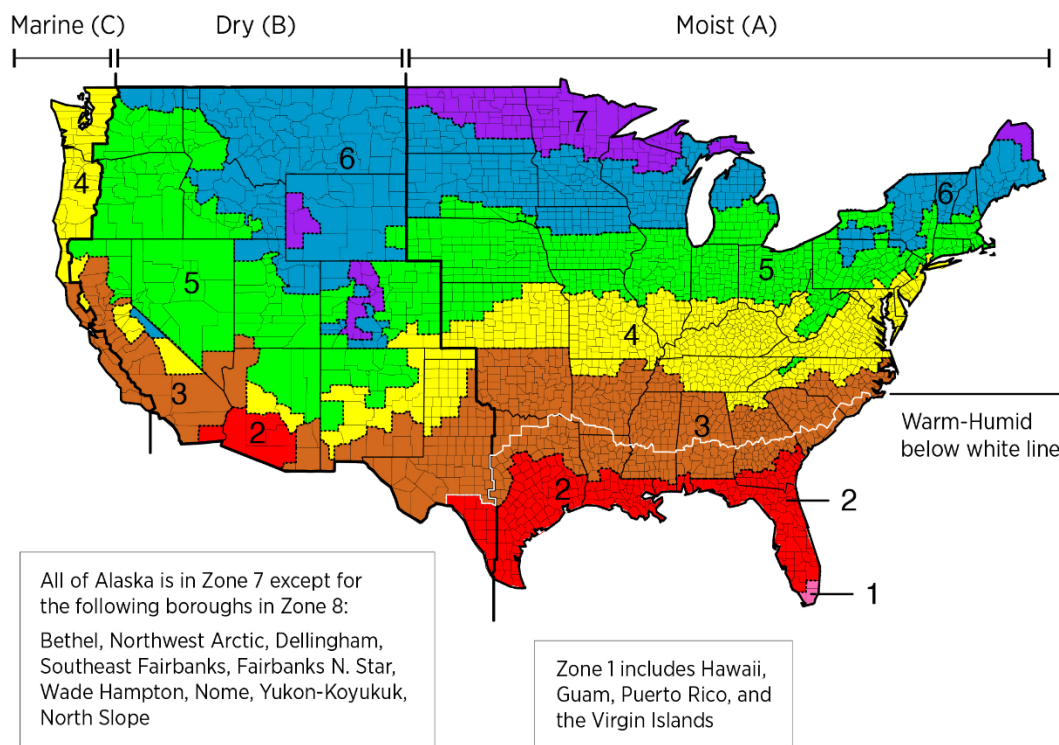 Marine (C)
Dry (B)
Moist (A)
7
6
4
6
5
5
4
3
3
2
Warm-Humid
below white line
2
2
1
All of Alaska is in Zone 7 except for
the following boroughs in Zone 8:
Bethel, Northwest Arctic, Dellingham,
Southeast Fairbanks, Fairbanks N. Star,
Wade Hampton, Nome, Yukon-Koyukuk,
North Slope
Zone 1 includes Hawaii,
Guam, Puerto Rico, and
the Virgin Islands